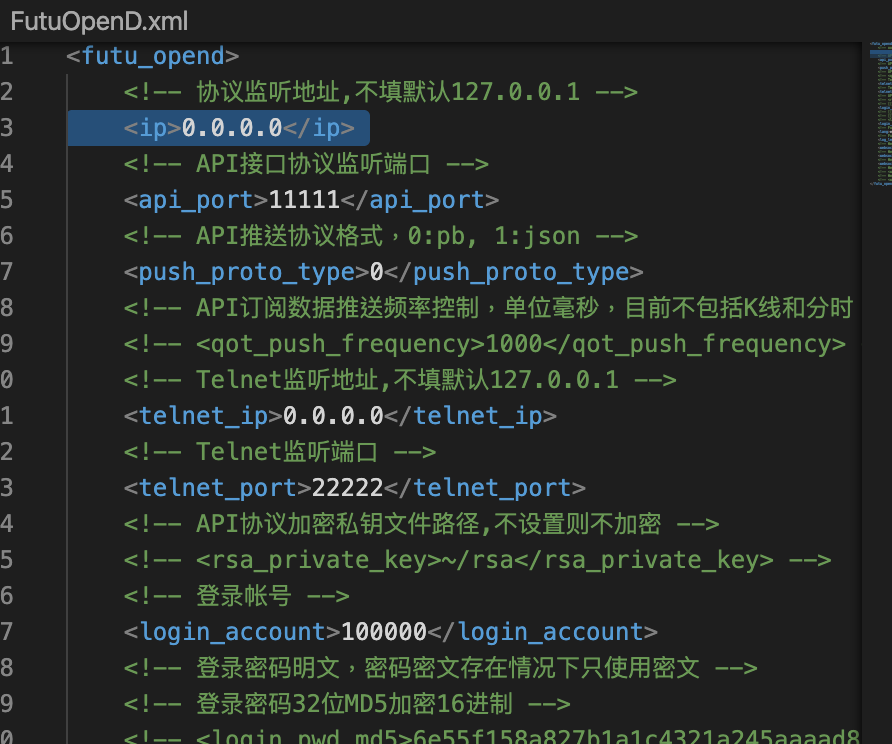 FutuOpenD.xml
1 <futu_opend>
2 <!-- 协议监听地址,不填默认127.0.0.1 -->
3 <ip>0.0.0.0</ip>
4 <!-- API接口协议监听端口 -->
5 <api_port>11111</api_port>
6 <!-- API推送协议格式，0:pb, 1:json -->
7 <push_proto_type>0</push_proto_type>
8 <!-- API订阅数据推送频率控制，单位毫秒，目前不包括K线和分时
9 <!-- <qot_push_frequency>1000</qot_push_frequency>
0 <!-- Telnet监听地址,不填默认127.0.0.1 -->
1 <telnet_ip>0.0.0.0</telnet_ip>
2 <!-- Telnet监听端口 -->
3 <telnet_port>22222</telnet_port>
4 <!-- API协议加密私钥文件路径,不设置则不加密 -->
5 <!-- <rsa_private_key>~/rsa</rsa_private_key> -->
6 <!-- 登录帐号 -->
7 <login_account>100000</login_account>
8 <!-- 登录密码明文，密码密文存在情况下只使用密文 -->
9 <!-- 登录密码32位MD5加密16进制 -->
0 <!-- <login_pwd_md5>6e55f158a827b1a1c4321a245aaaad8